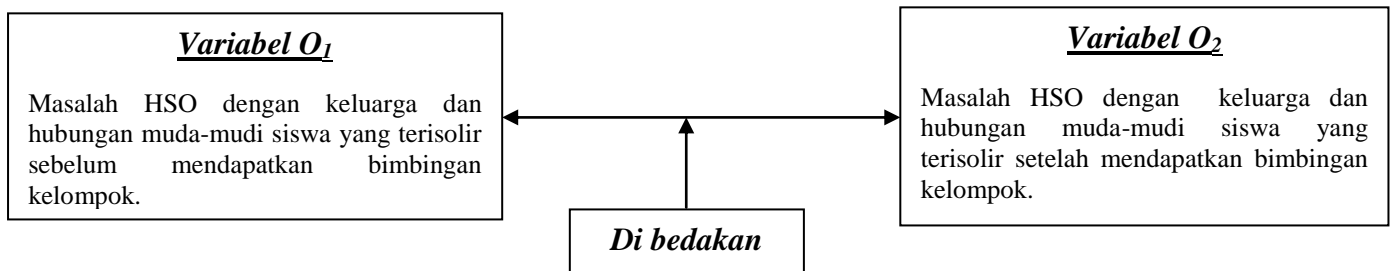 Variabel O1
Masalah HSO dengan keluarga dan
hubungan muda-mudi siswa yang terisolir
sebelum mendapatkan bimbingan
kelompok.
Variabel O2
Masalah HSO dengan keluarga dan
hubungan muda-mudi siswa yang
terisolir setelah mendapatkan bimbingan
kelompok.
Di bedakan